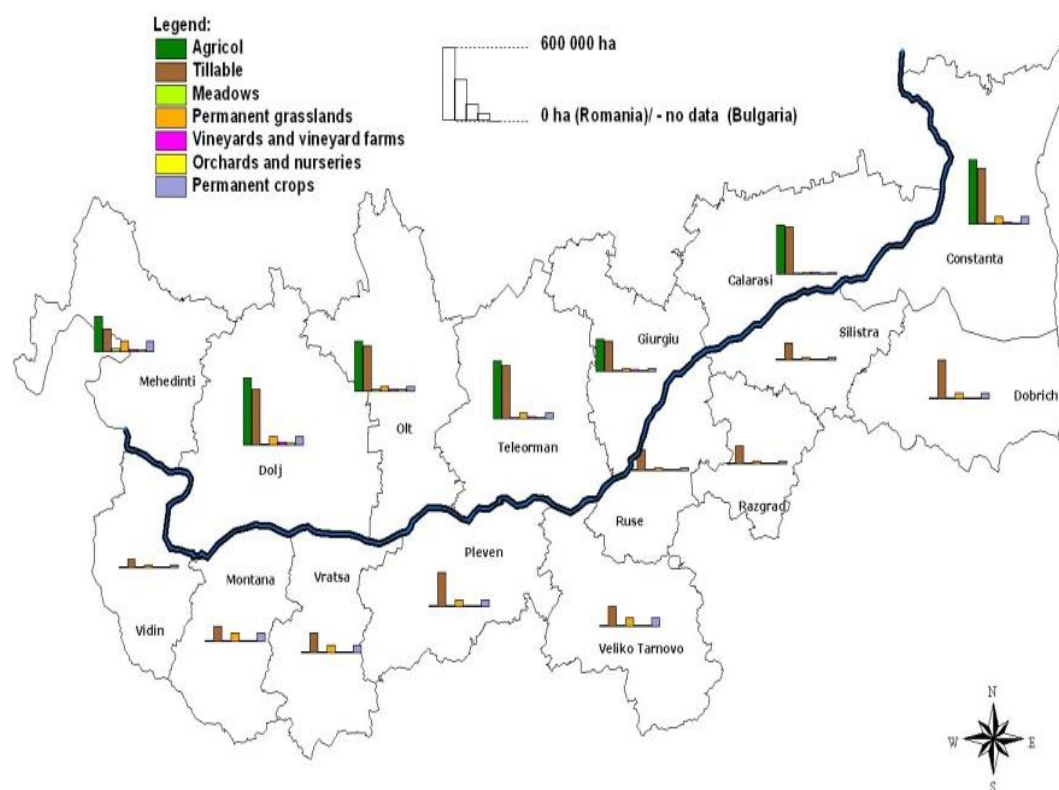 Legend:
Agricol
Tillable
Meadows
Permanent grasslands
Vineyards and vineyard farms
Orchards and nurseries
Permanent crops
600 000 ha
0 ha (Romania)/ - no data (Bulgaria)
Constanta
Calarasi
Silistra
Giurgiu
Mehedinti
Dobrich
Olt
Teleorman
Dolj
Razgrad
Ruse
Pleven
Vratsa
Montana
Vidin
Veliko Tarnovo
N
W
E
S